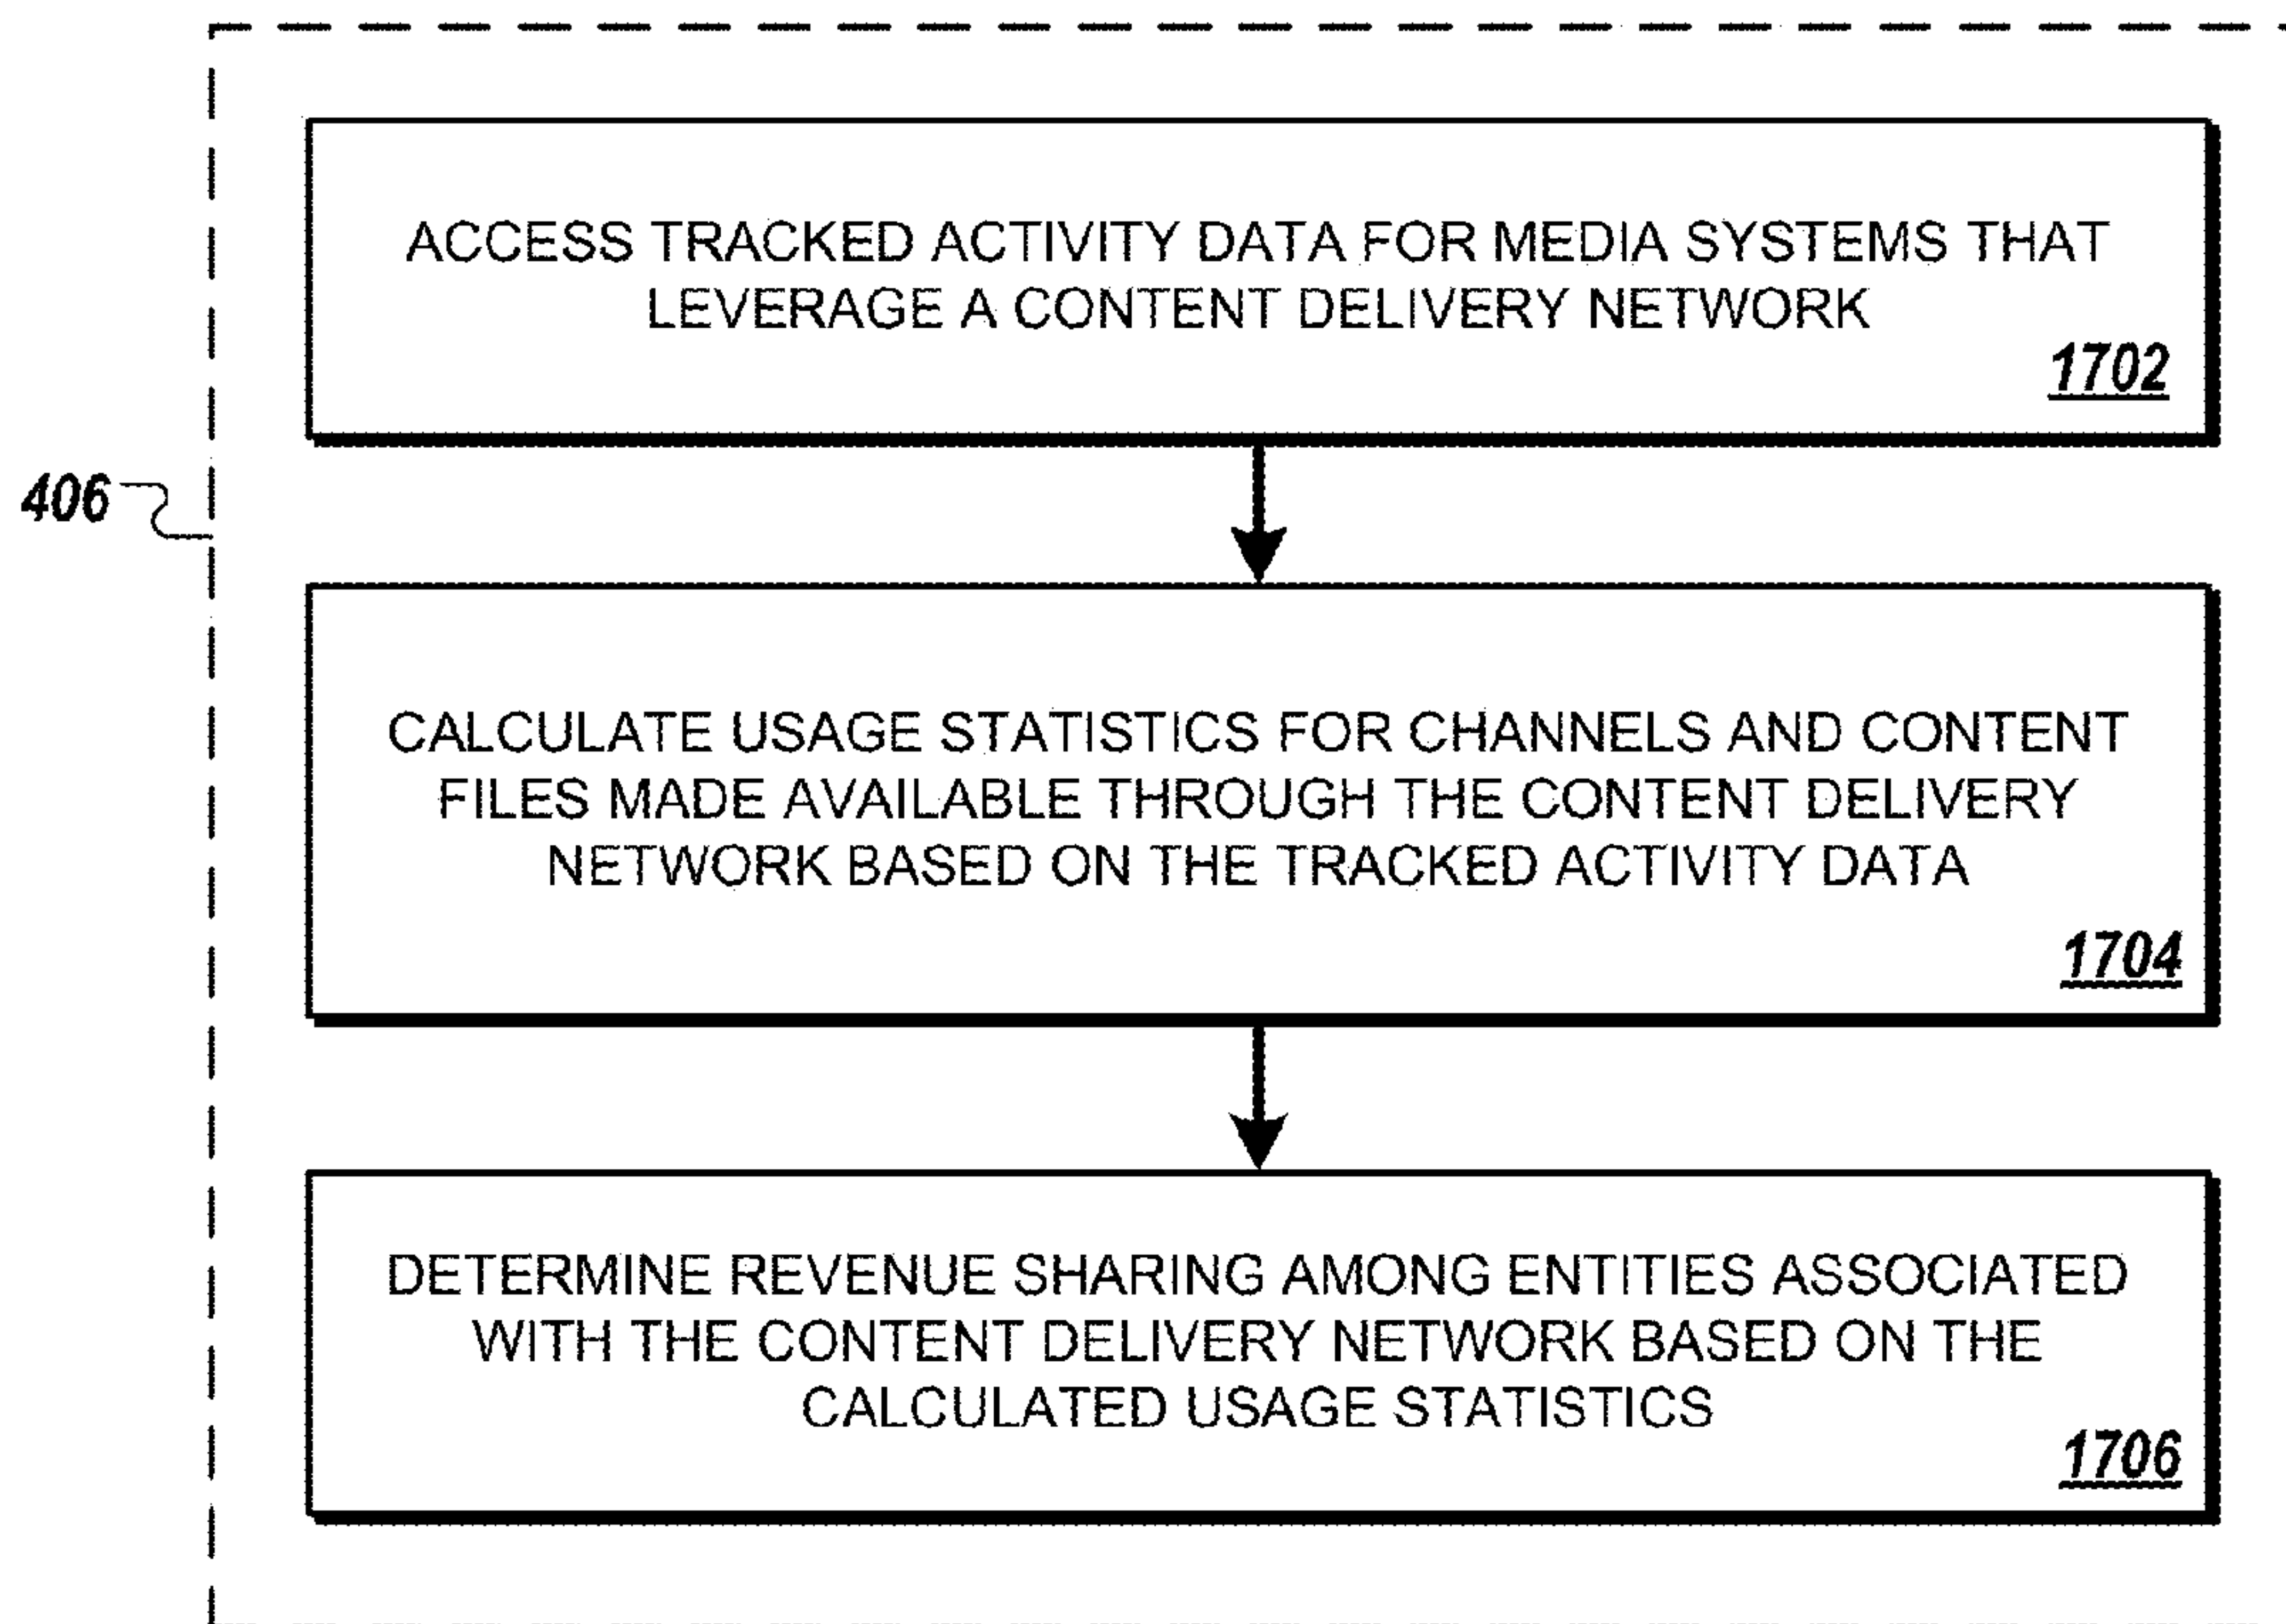 ACCESS TRACKED ACTIVITY DATA FOR MEDIA SYSTEMS THAT
LEVERAGE A CONTENT DELIVERY NETWORK
1702
406
CALCULATE USAGE STATISTICS FOR CHANNELS AND CONTENT
FILES MADE AVAILABLE THROUGH THE CONTENT DELIVERY
NETWORK BASED ON THE TRACKED ACTIVITY DATA
1704
DETERMINE REVENUE SHARING AMONG ENTITIES ASSOCIATED
WITH THE CONTENT DELIVERY NETWORK BASED ON THE
CALCULATED USAGE STATISTICS
1706